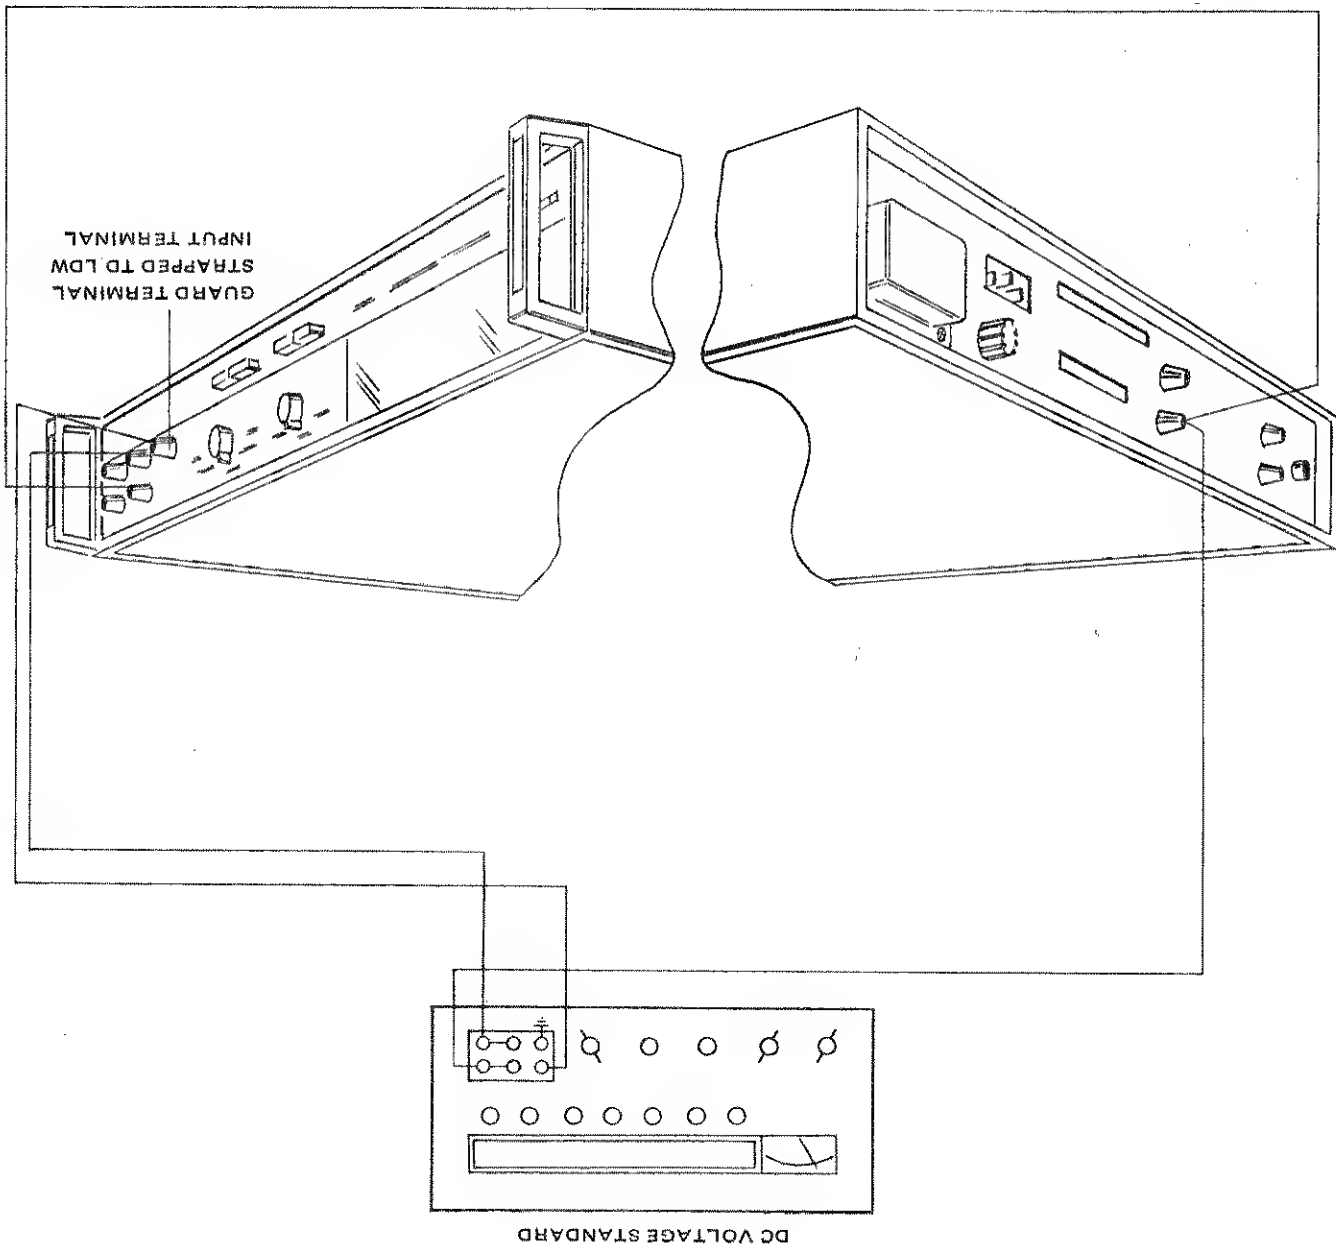 DC VOLTAGE STANDARD
GUARD TERMINAL
STRAPPED TO LOW
INPUT TERMINAL